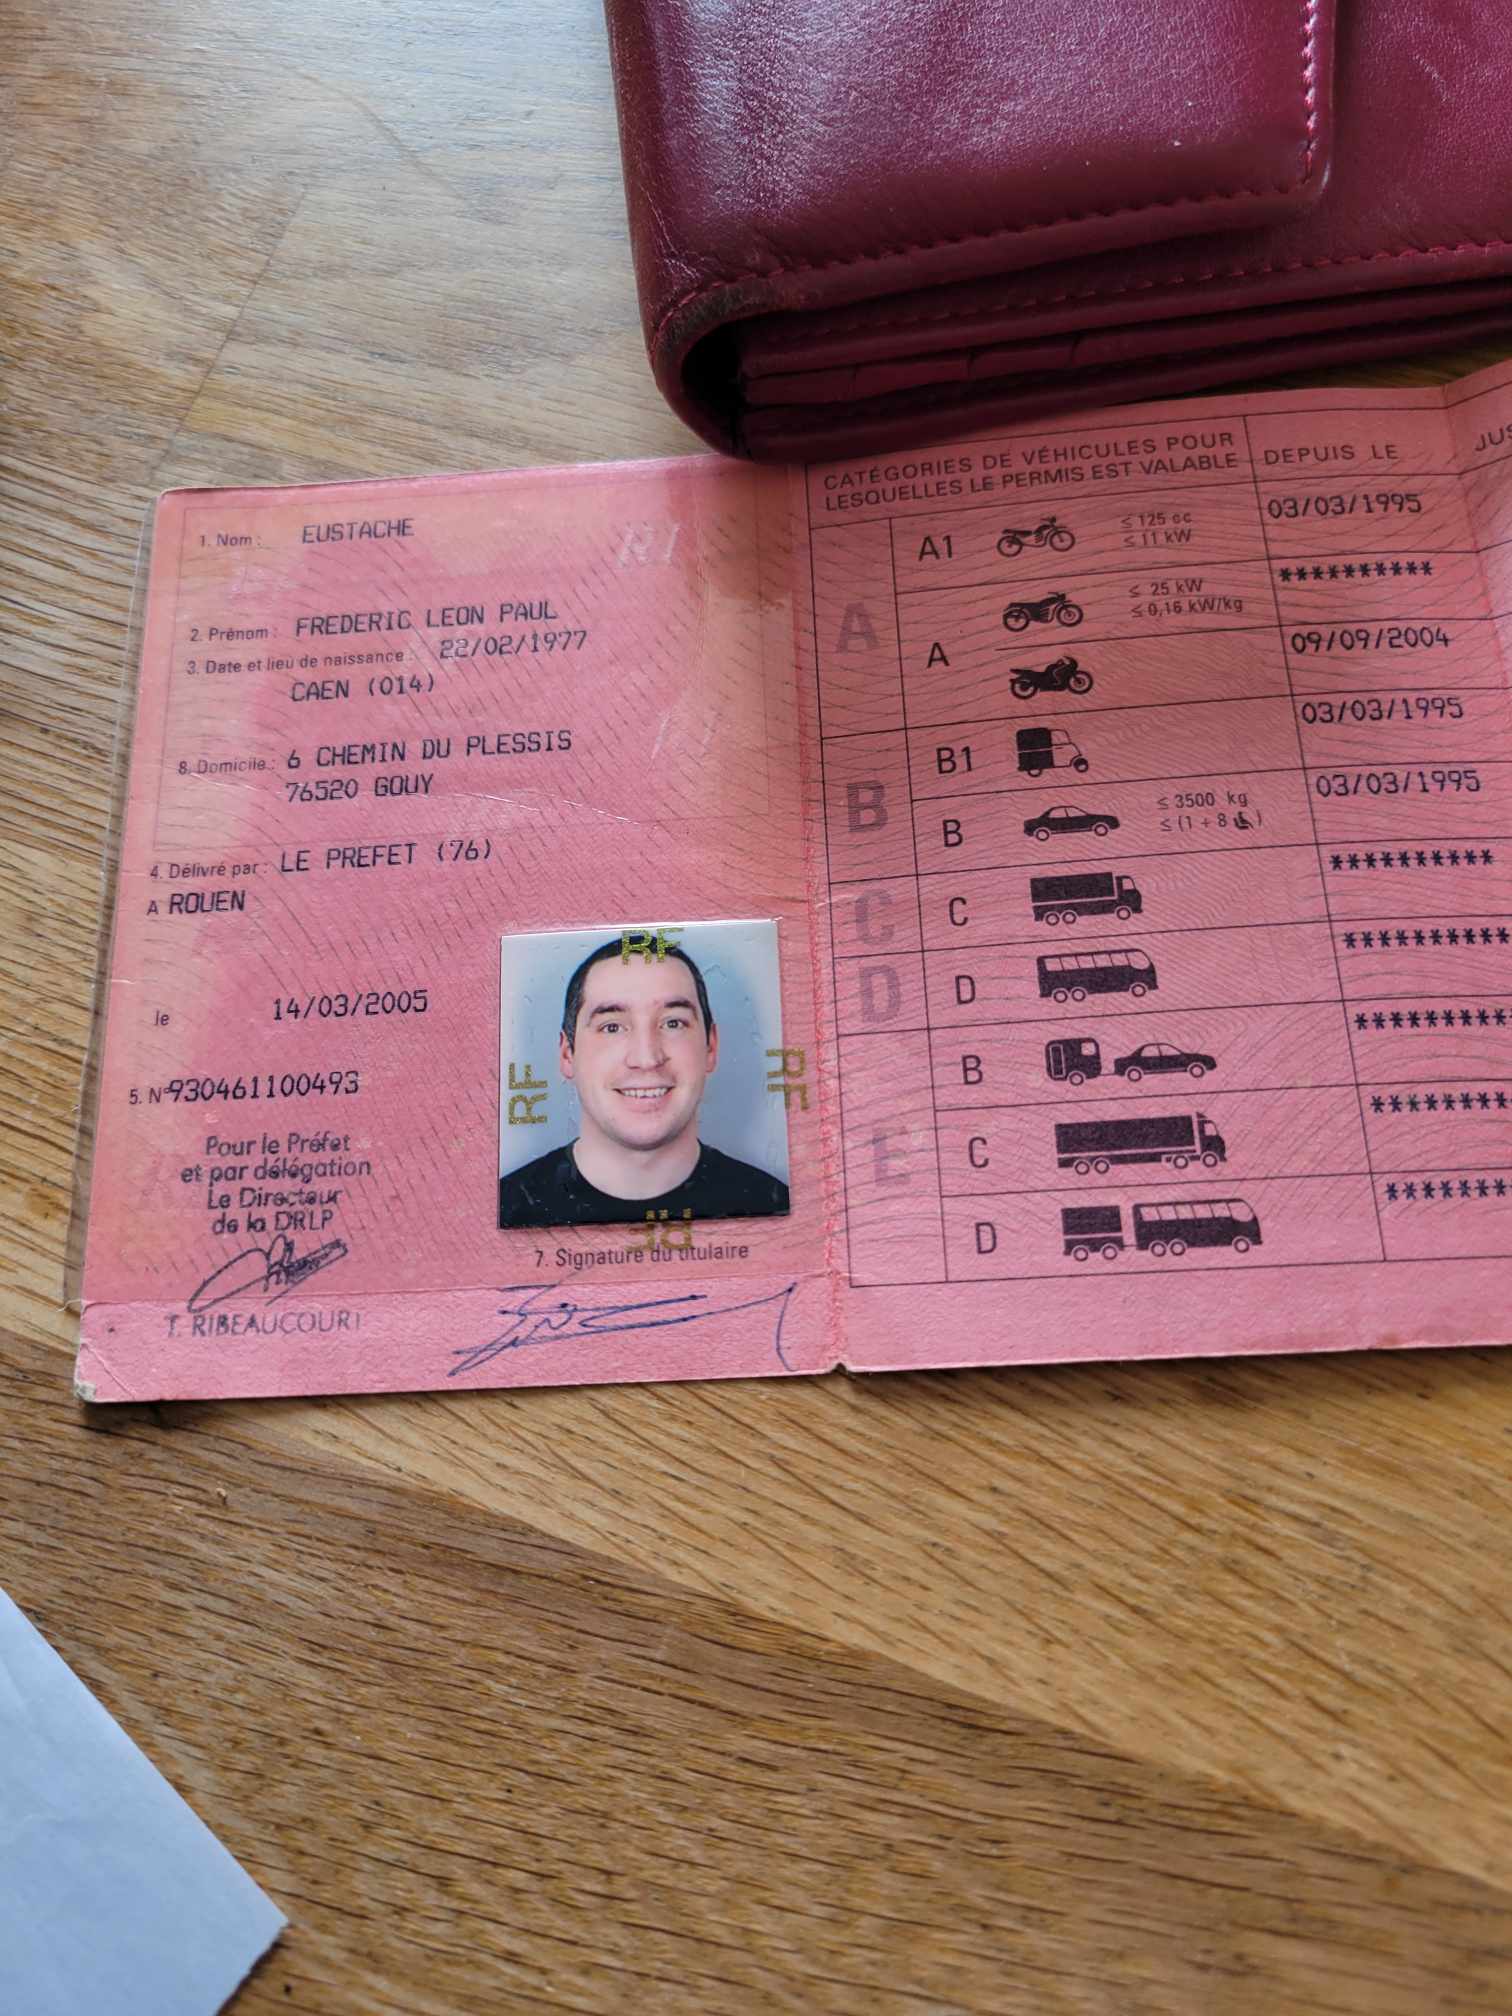 1. Nom : EUSTACHE
2. Prénom : FREDERIC LEON PAUL
3. Date et lieu de naissance : 22/02/1977
CAEN (014)
8. Domicile : 6 CHEMIN DU PLESSIS
76520 GOUY
4. Délivré par : LE PREFET (76)
A ROUEN
le 14/03/2005
5. N° 930461100493
Pour le Préfet
et par délégation
Le Directeur
de la DRLP
T. RIBEAUCOURT
RF
RF
RF
RF
7. Signature du titulaire
CATÉGORIES DE VÉHICULES POUR
LESQUELLES LE PERMIS EST VALABLE
DEPUIS LE
A
A1 ≤ 125 cc
≤ 11 kW
03/03/1995
A ≤ 25 kW
≤ 0,16 kW/kg
**********
09/09/2004
B
B1 03/03/1995
B ≤ 3500 kg
≤ (1 + 8 )
03/03/1995
C
C **********
D
D **********
E
B *********
C ********
D ********